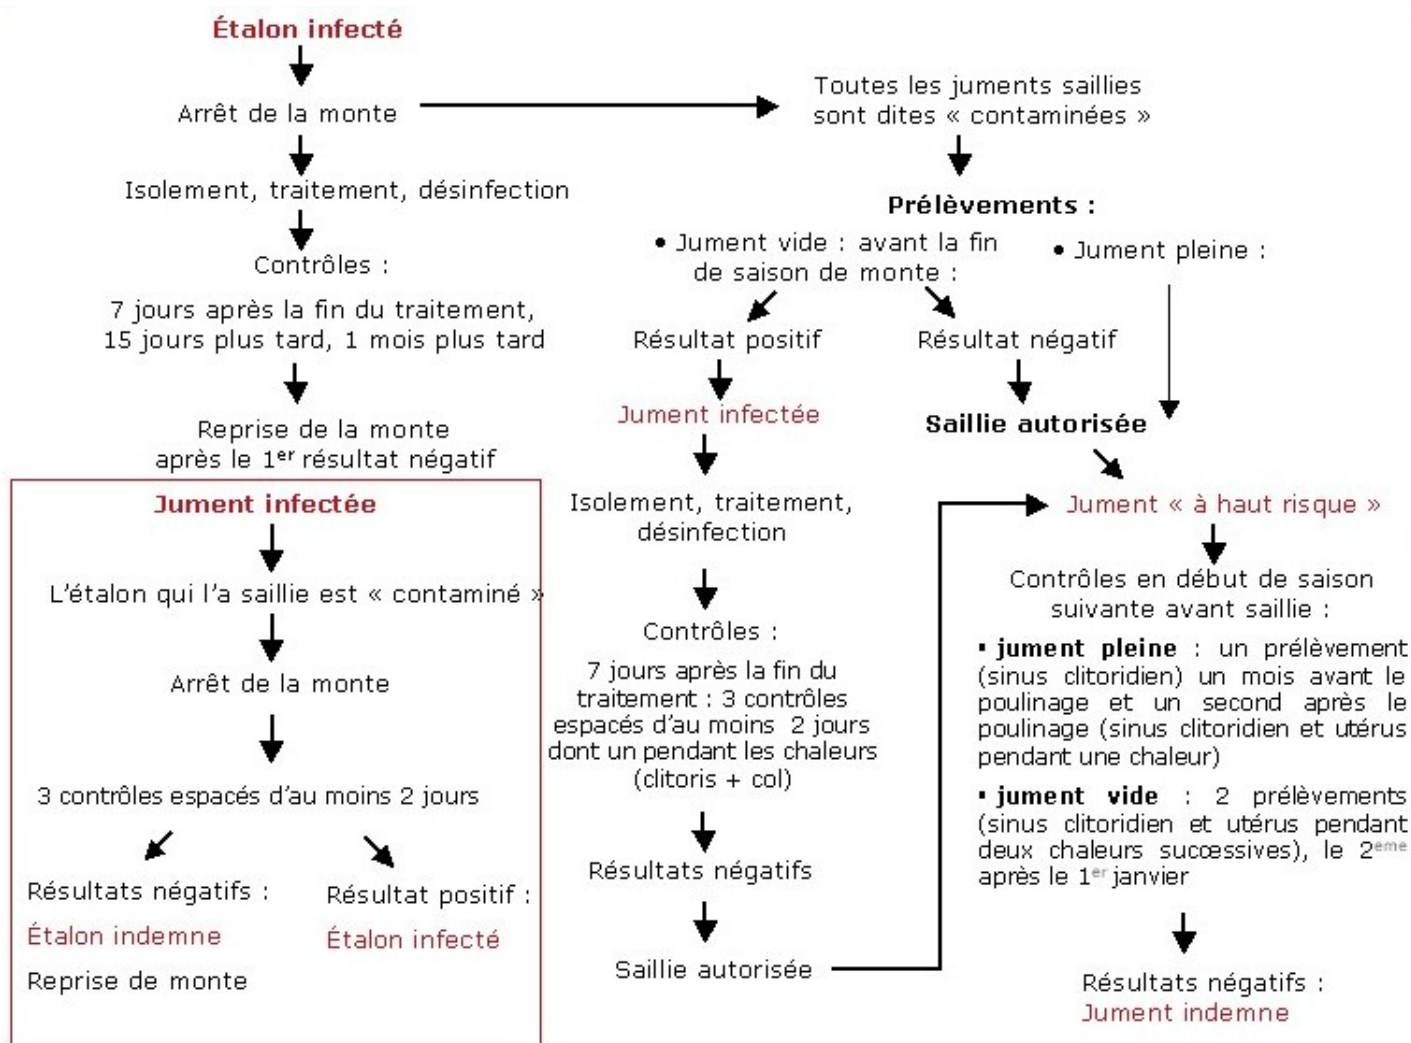 Étalon infecté
Arrêt de la monte
Isolement, traitement, désinfection
Contrôles :
7 jours après la fin du traitement,
15 jours plus tard, 1 mois plus tard
Reprise de la monte
après le 1er résultat négatif
Toutes les juments saillies
sont dites « contaminées »
Prélèvements :
• Jument vide : avant la fin
de saison de monte :
• Jument pleine :
Résultat positif
Résultat négatif
Jument infectée
Saillie autorisée
Isolement, traitement,
désinfection
Contrôles :
7 jours après la fin du
traitement : 3 contrôles
espacés d'au moins 2 jours
dont un pendant les chaleurs
(clitoris + col)
Résultats négatifs
Saillie autorisée
Jument « à haut risque »
Contrôles en début de saison
suivante avant saillie :
▪ jument pleine : un prélèvement
(sinus clitoridien) un mois avant le
poulinage et un second après le
poulinage (sinus clitoridien et utérus
pendant une chaleur)
▪ jument vide : 2 prélèvements
(sinus clitoridien et utérus pendant
deux chaleurs successives), le 2eme
après le 1er janvier
Résultats négatifs :
Jument indemne
Jument infectée
L'étalon qui l'a saillie est « contaminé »
Arrêt de la monte
3 contrôles espacés d'au moins 2 jours
Résultats négatifs :
Étalon indemne
Reprise de monte
Résultat positif :
Étalon infecté